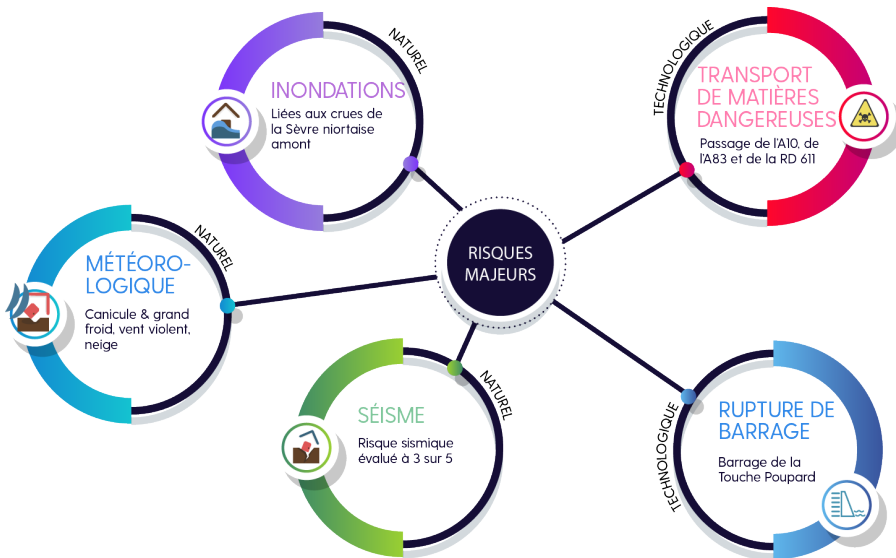 NATUREL
INONDATIONS
Liées aux crues de
la Sèvre niortaise
amont
TECHNOLOGIQUE
TRANSPORT
DE MATIÈRES
DANGEREUSES
Passage de l'A10, de
l'A83 et de la RD 611
RISQUES
MAJEURS
NATUREL
MÉTÉORO-
LOGIQUE
Canicule & grand
froid, vent violent,
neige
NATUREL
SÉISME
Risque sismique
évalué à 3 sur 5
TECHNOLOGIQUE
RUPTURE DE
BARRAGE
Barrage de la
Touche Poupard